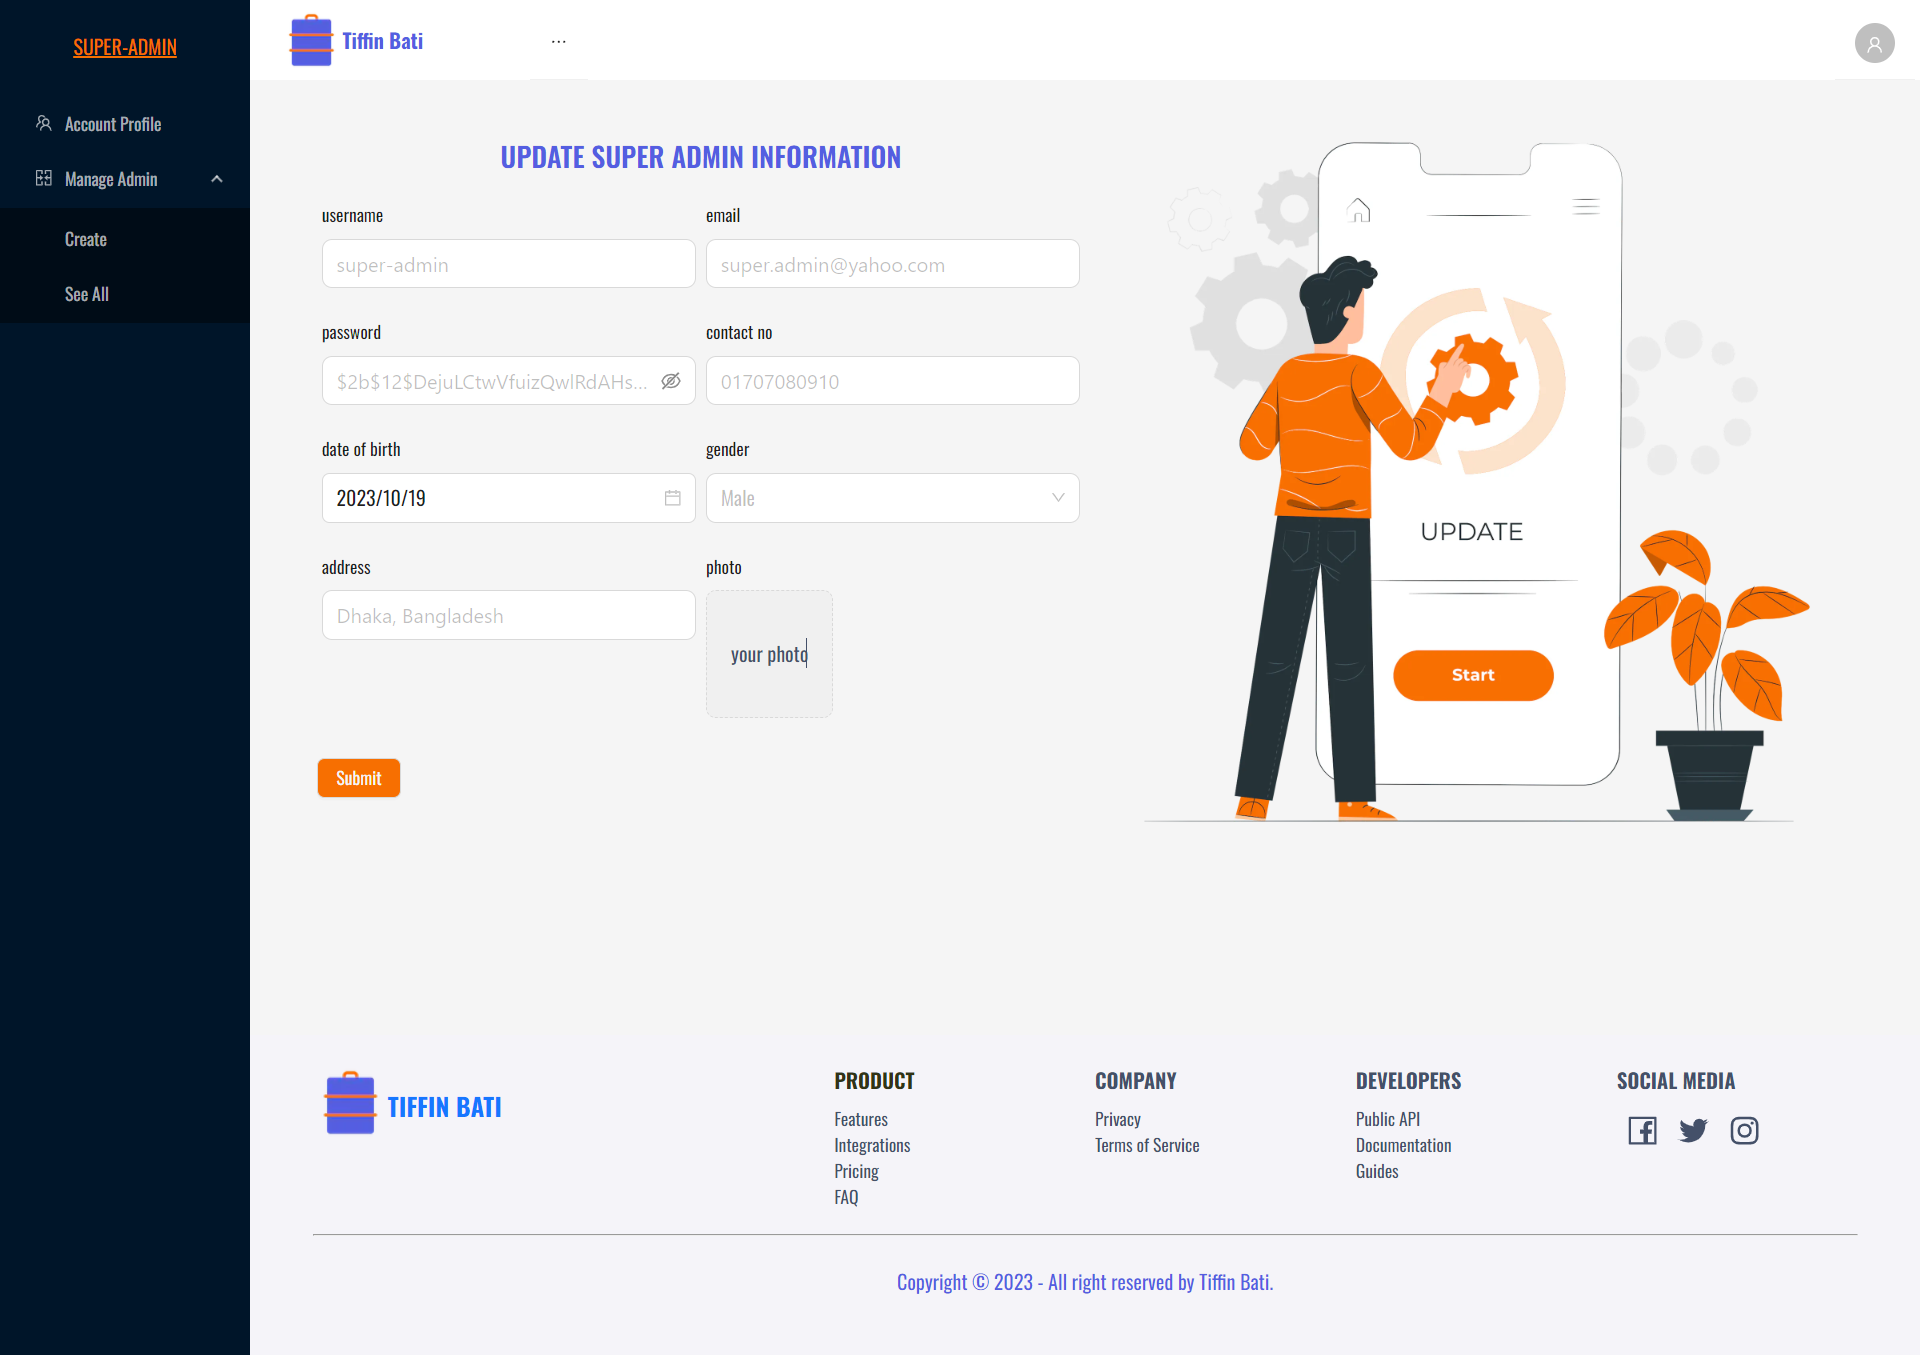 SUPER-ADMIN
Account Profile
Manage Admin
Create
See All
Tiffin Bati
...
UPDATE SUPER ADMIN INFORMATION
username
email
super-admin
super.admin@yahoo.com
password
contact no
$2b$12$DejuLCtwVfuizQwlRdAHs...
01707080910
date of birth
gender
2023/10/19
Male
address
photo
Dhaka, Bangladesh
your photo
Submit
UPDATE
Start
TIFFIN BATI
PRODUCT
Features
Integrations
Pricing
FAQ
COMPANY
Privacy
Terms of Service
DEVELOPERS
Public API
Documentation
Guides
SOCIAL MEDIA
Copyright © 2023 - All right reserved by Tiffin Bati.